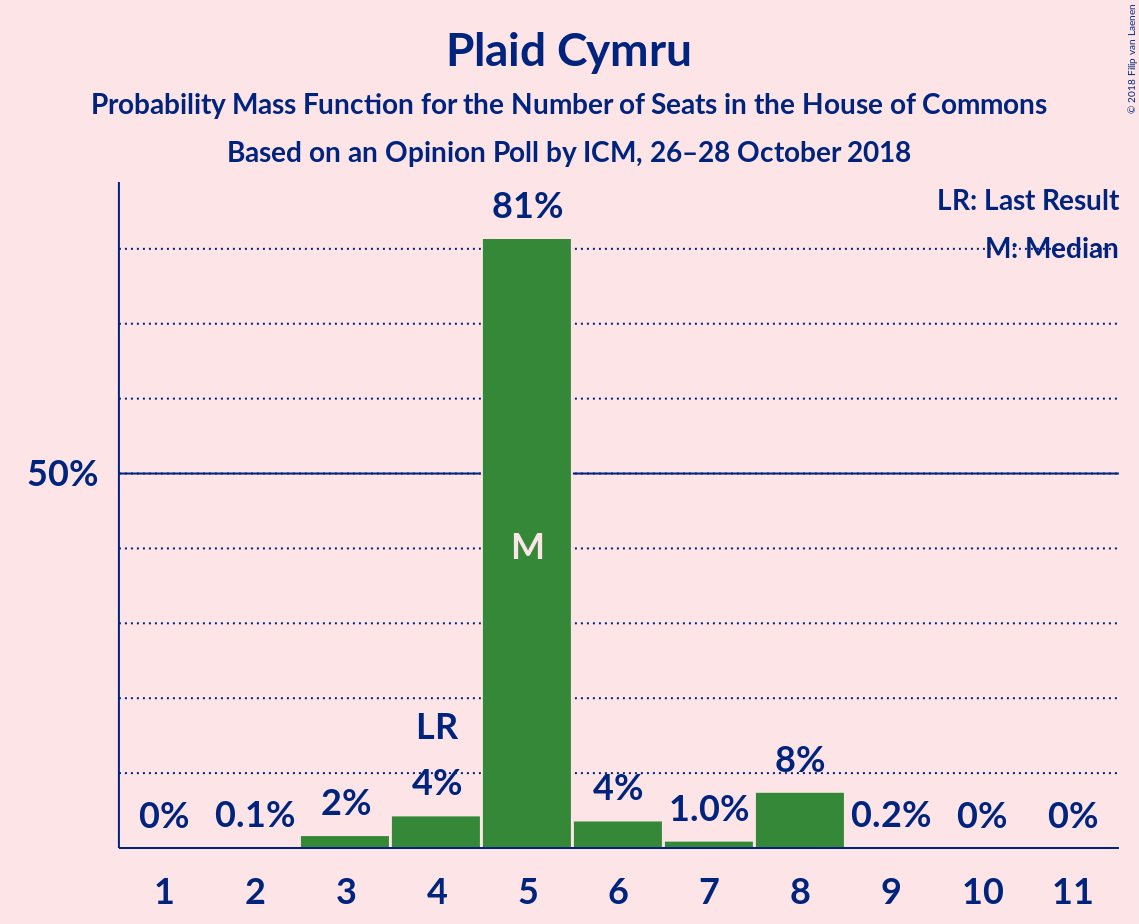 Plaid Cymru
Probability Mass Function for the Number of Seats in the House of Commons
Based on an Opinion Poll by ICM, 26–28 October 2018
© 2018 Filip van Laenen
LR: Last Result
M: Median
81%
50%
M
LR
0%
0.1%
2%
4%
4%
1.0%
8%
0.2%
0%
0%
1 2 3 4 5 6 7 8 9 10 11